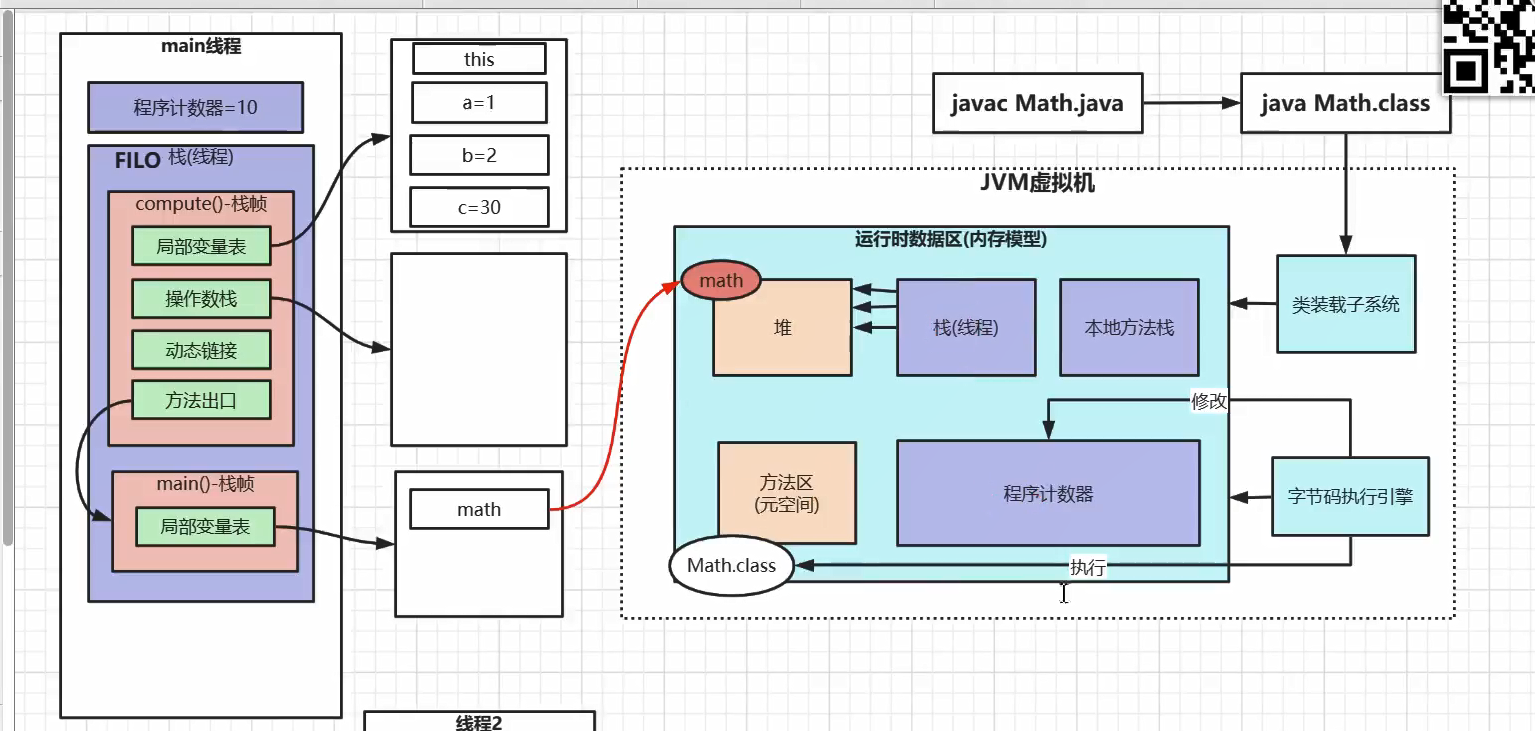 main线程
程序计数器=10
FILO 栈(线程)
compute()-栈帧
局部变量表
操作数栈
动态链接
方法出口
main()-栈帧
局部变量表
this
a=1
b=2
c=30
math
线程2
javac Math.java
java Math.class
JVM虚拟机
运行时数据区(内存模型)
math
堆
栈(线程)
本地方法栈
类装载子系统
修改
方法区
(元空间)
程序计数器
字节码执行引擎
Math.class
执行